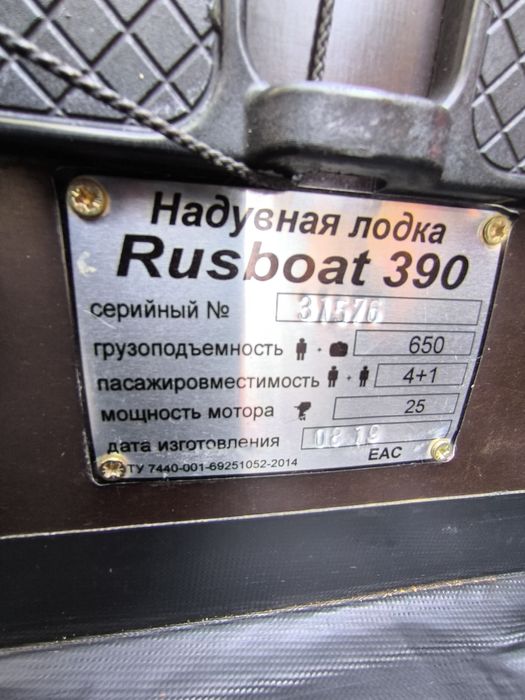 Надувная лодка
Rusboat 390
серийный № 31576
грузоподъемность 650
пасажировместимость 4+1
мощность мотора 25
дата изготовления 08 19
ТУ 7440-001-69251052-2014 EAC